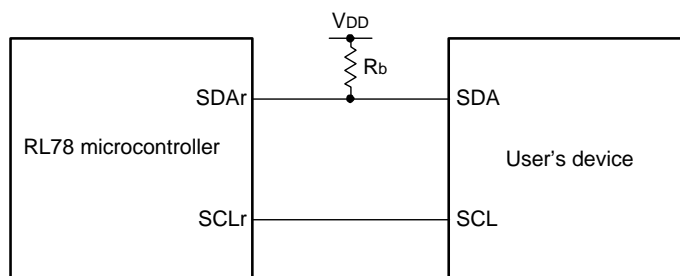 VDD
Rb
SDAr
SDA
RL78 microcontroller
User's device
SCLr
SCL